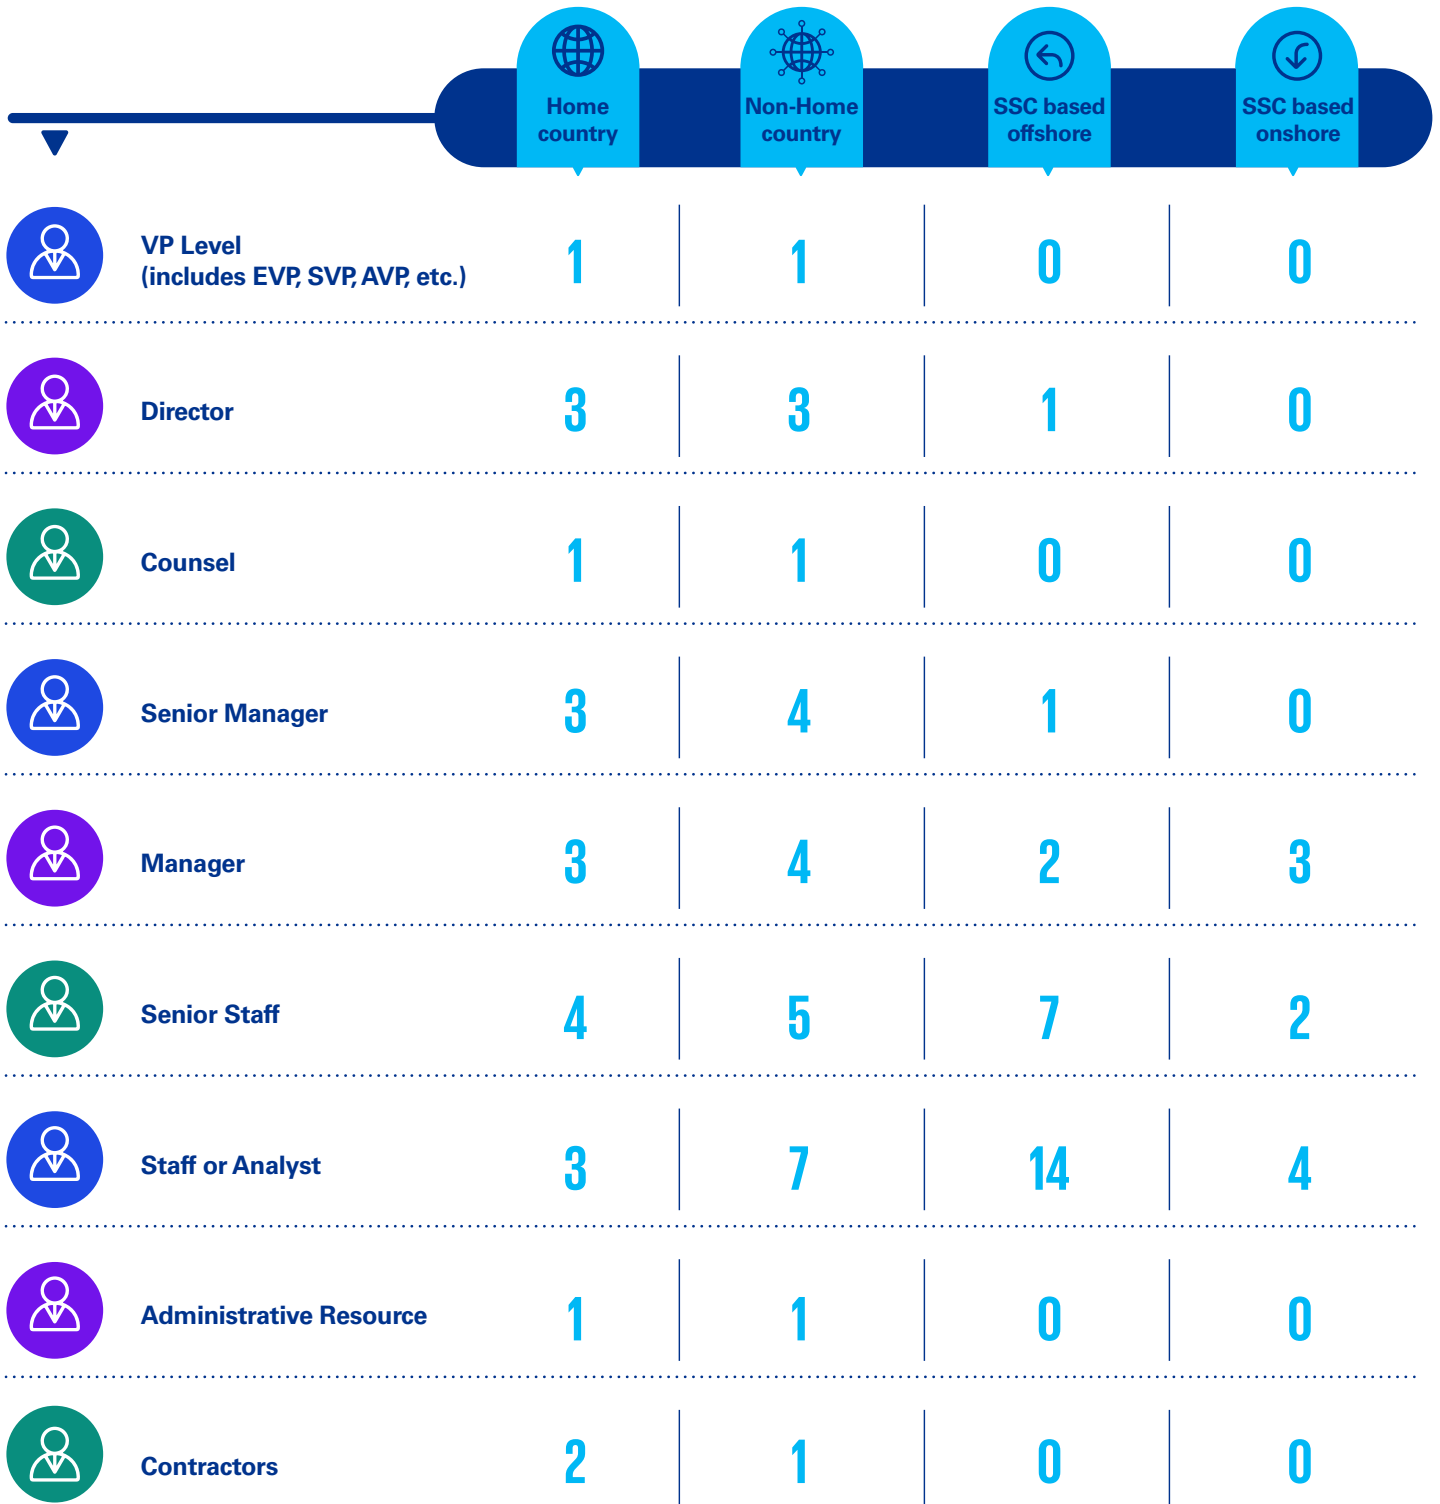 Home
country
Non-Home
country
SSC based
offshore
SSC based
onshore
VP Level
(includes EVP, SVP, AVP, etc.)
1 1 0 0
Director
3 3 1 0
Counsel
1 1 0 0
Senior Manager
3 4 1 0
Manager
3 4 2 3
Senior Staff
4 5 7 2
Staff or Analyst
3 7 14 4
Administrative Resource
1 1 0 0
Contractors
2 1 0 0